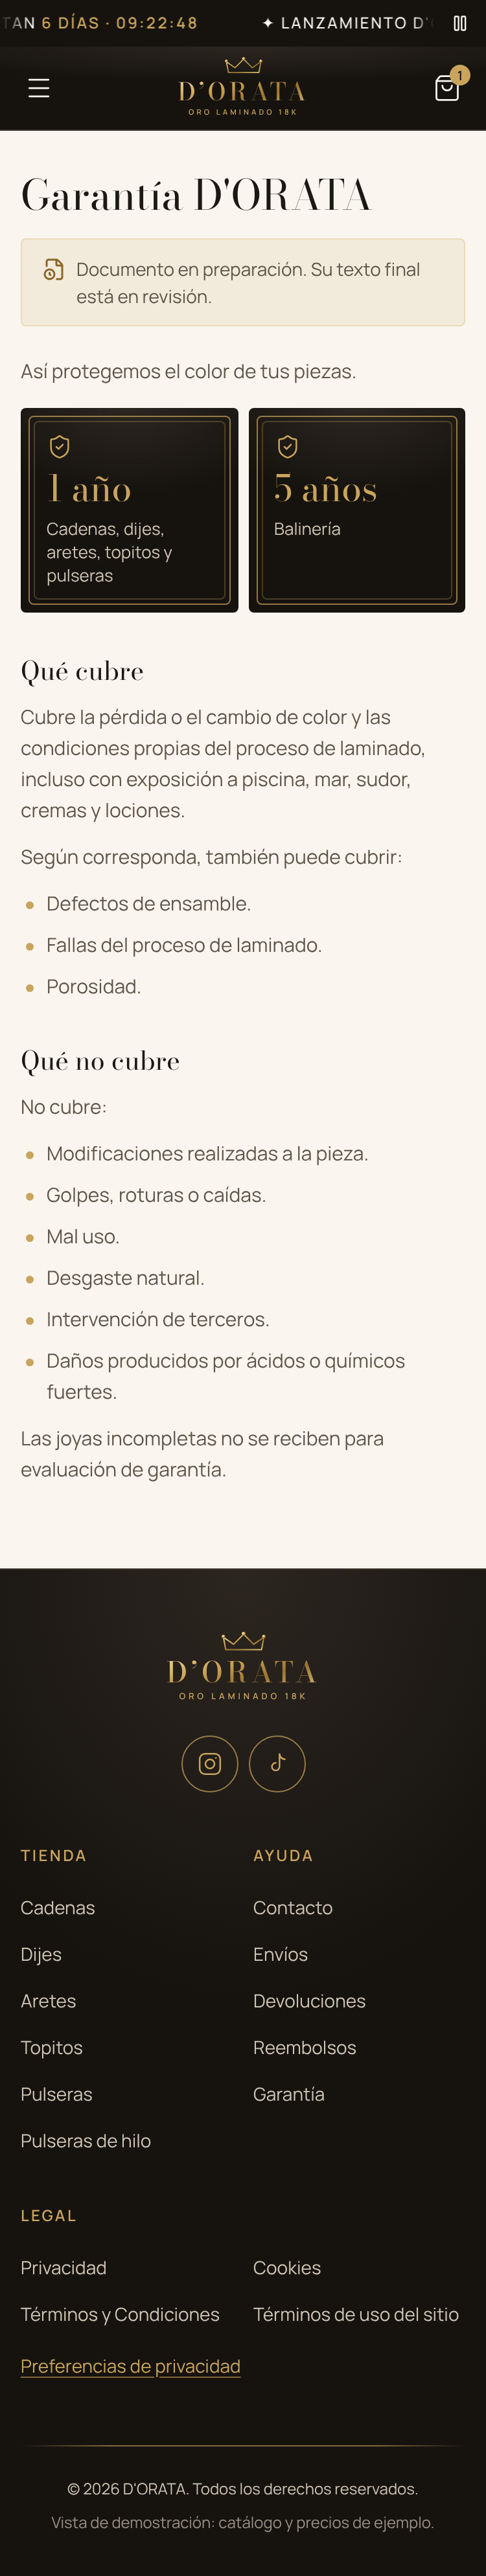 TAN 6 DÍAS · 09:22:48 ✦ LANZAMIENTO D'
D'ORATA
ORO LAMINADO 18K
1
Garantía D'ORATA
Documento en preparación. Su texto final
está en revisión.
Así protegemos el color de tus piezas.
1 año
Cadenas, dijes,
aretes, topitos y
pulseras
5 años
Balinería
Qué cubre
Cubre la pérdida o el cambio de color y las
condiciones propias del proceso de laminado,
incluso con exposición a piscina, mar, sudor,
cremas y lociones.
Según corresponda, también puede cubrir:
Defectos de ensamble.
Fallas del proceso de laminado.
Porosidad.
Qué no cubre
No cubre:
Modificaciones realizadas a la pieza.
Golpes, roturas o caídas.
Mal uso.
Desgaste natural.
Intervención de terceros.
Daños producidos por ácidos o químicos
fuertes.
Las joyas incompletas no se reciben para
evaluación de garantía.
D'ORATA
ORO LAMINADO 18K
TIENDA
Cadenas
Dijes
Aretes
Topitos
Pulseras
Pulseras de hilo
AYUDA
Contacto
Envíos
Devoluciones
Reembolsos
Garantía
LEGAL
Privacidad
Cookies
Términos y Condiciones
Términos de uso del sitio
Preferencias de privacidad
© 2026 D'ORATA. Todos los derechos reservados.
Vista de demostración: catálogo y precios de ejemplo.